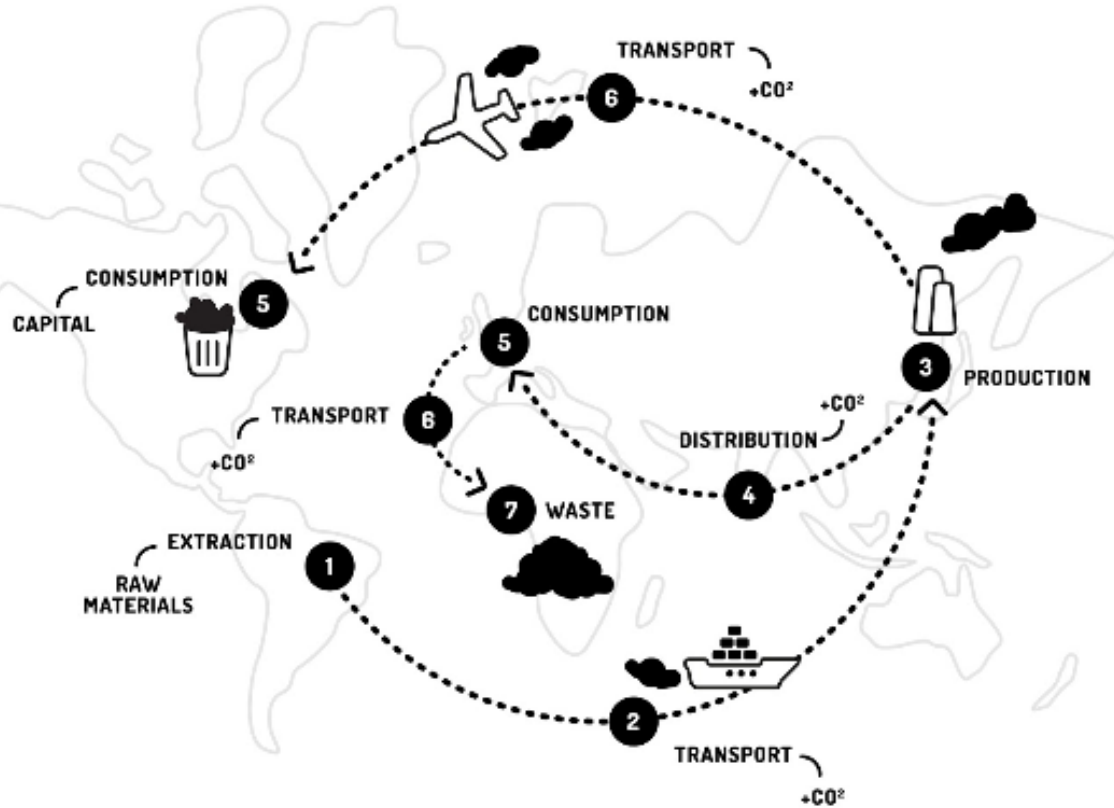 TRANSPORT
+CO²
6
CONSUMPTION
5
CAPITAL
5
CONSUMPTION
3
PRODUCTION
TRANSPORT
6
+CO²
+CO²
DISTRIBUTION
4
7
WASTE
EXTRACTION
1
RAW
MATERIALS
2
TRANSPORT
+CO²